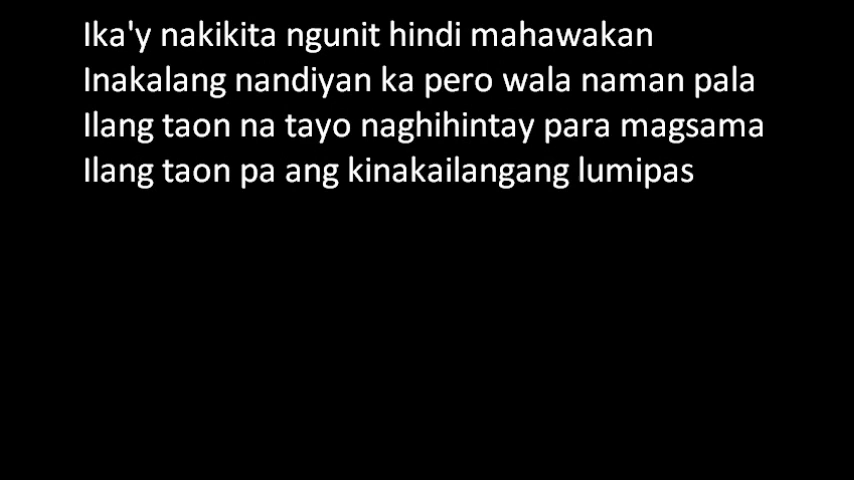 Ika'y nakikita ngunit hindi mahawakan
Inakalang nandiyan ka pero wala naman pala
Ilang taon na tayo naghihintay para magsama
Ilang taon pa ang kinakailangang lumipas